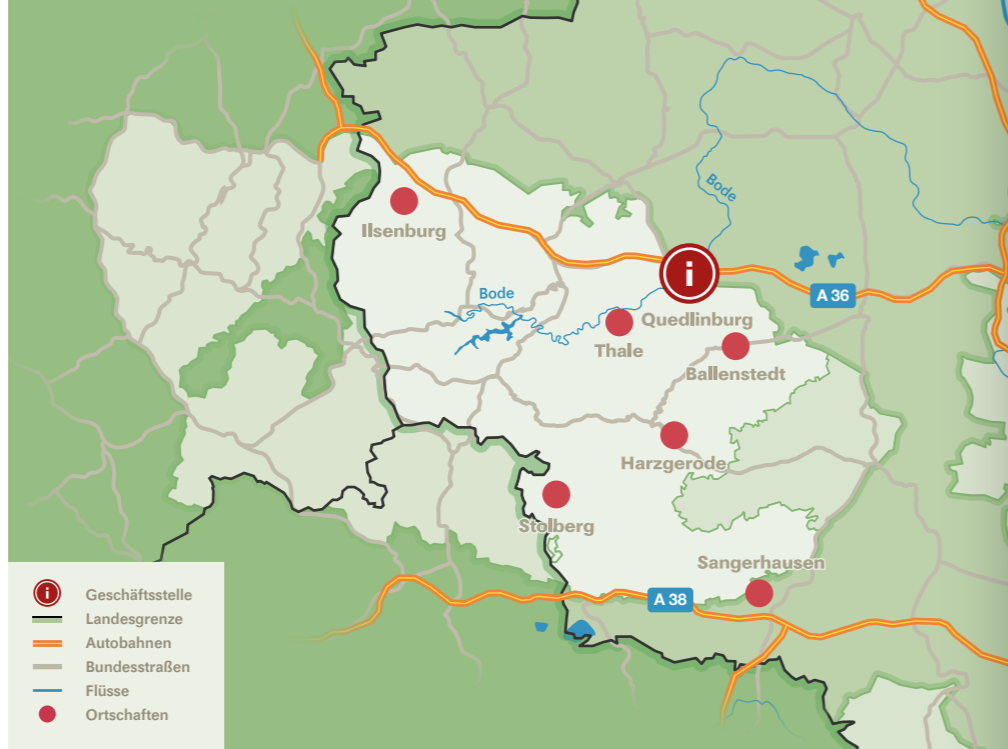 Bode
Ilsenburg
i
A 36
Bode
Quedlinburg
Thale
Ballenstedt
Harzgerode
Stolberg
Sangerhausen
A 38
i Geschäftsstelle
Landesgrenze
Autobahnen
Bundesstraßen
Flüsse
Ortschaften